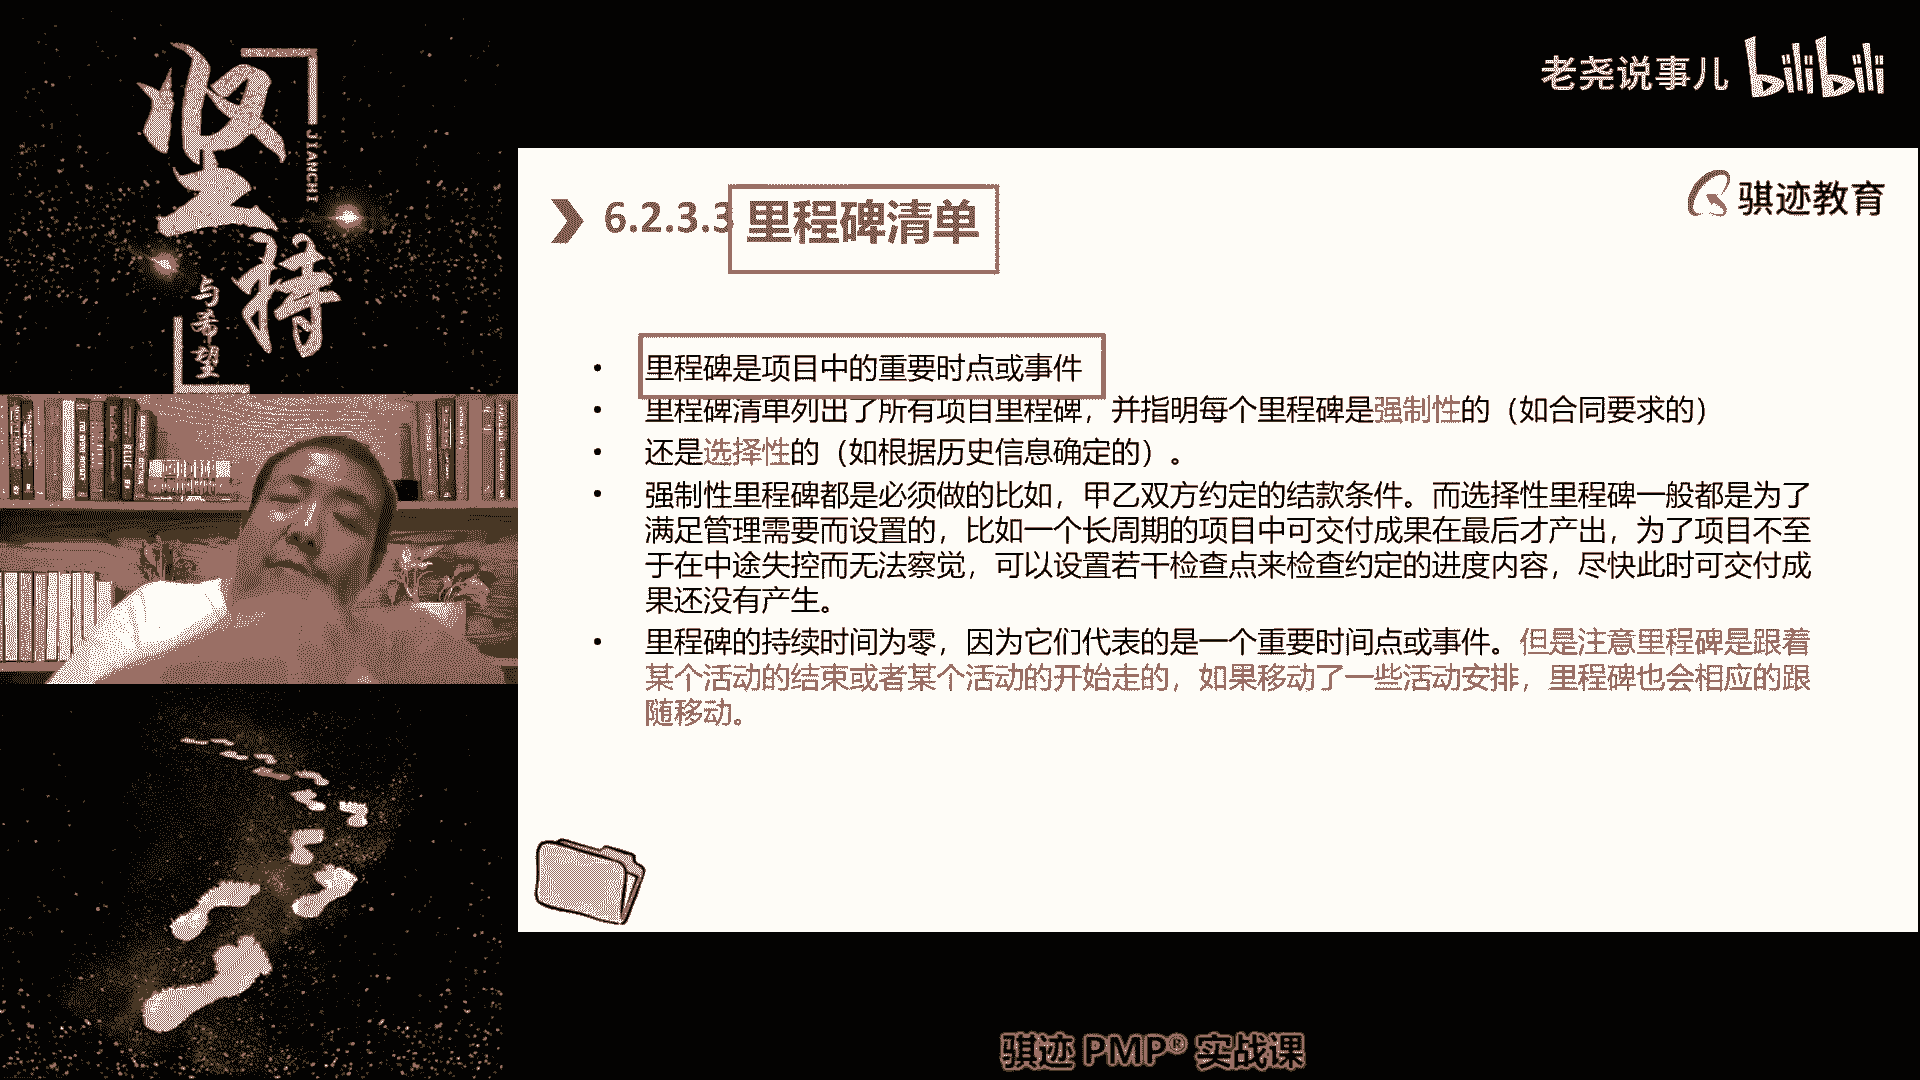 坚持
JIANCHI
与希望
老尧说事儿 bilibili
骐迹教育
6.2.3.3 里程碑清单
• 里程碑是项目中的重要时点或事件
• 里程碑清单列出了所有项目里程碑，并指明每个里程碑是强制性的（如合同要求的）
• 还是选择性的（如根据历史信息确定的）。
• 强制性里程碑都是必须做的比如，甲乙双方约定的结款条件。而选择性里程碑一般都是为了
满足管理需要而设置的，比如一个长周期的项目中可交付成果在最后才产出，为了项目不至
于在中途失控而无法察觉，可以设置若干检查点来检查约定的进度内容，尽快此时可交付成
果还没有产生。
• 里程碑的持续时间为零，因为它们代表的是一个重要时间点或事件。但是注意里程碑是跟着
某个活动的结束或者某个活动的开始走的，如果移动了一些活动安排，里程碑也会相应的跟
随移动。
骐迹 PMP® 实战课